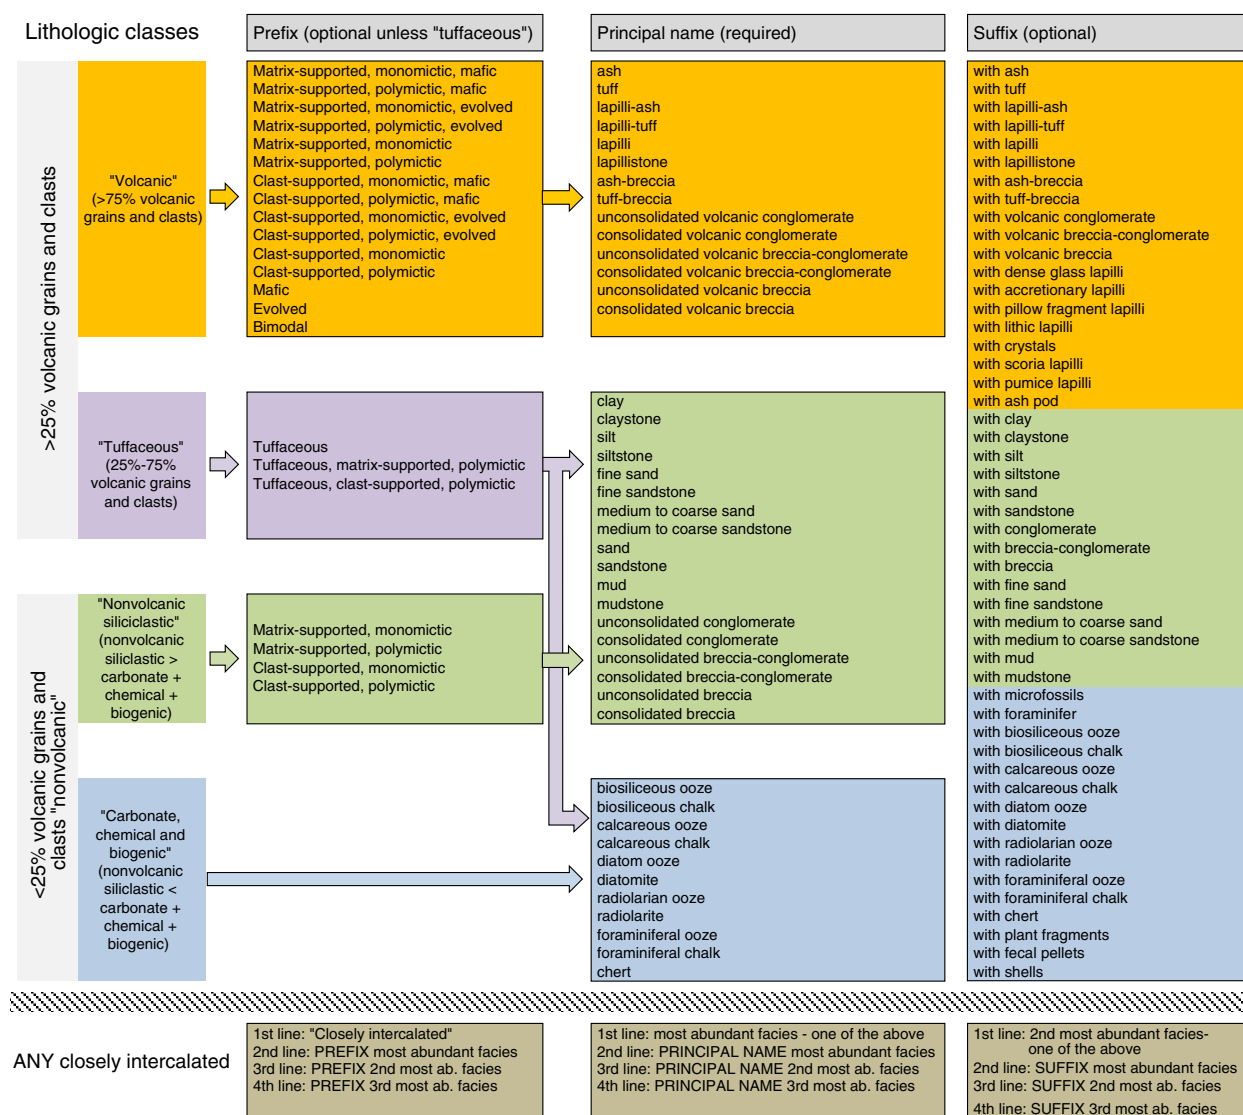 Lithologic classes
Prefix (optional unless "tuffaceous")
Principal name (required)
Suffix (optional)
>25% volcanic grains and clasts
"Volcanic"
(>75% volcanic
grains and clasts)
Matrix-supported, monomictic, mafic
Matrix-supported, polymictic, mafic
Matrix-supported, monomictic, evolved
Matrix-supported, polymictic, evolved
Matrix-supported, monomictic
Matrix-supported, polymictic
Clast-supported, monomictic, mafic
Clast-supported, polymictic, mafic
Clast-supported, monomictic, evolved
Clast-supported, polymictic, evolved
Clast-supported, monomictic
Clast-supported, polymictic
Mafic
Evolved
Bimodal
ash
tuff
lapilli-ash
lapilli-tuff
lapilli
lapillistone
ash-breccia
tuff-breccia
unconsolidated volcanic conglomerate
consolidated volcanic conglomerate
unconsolidated volcanic breccia-conglomerate
consolidated volcanic breccia-conglomerate
unconsolidated volcanic breccia
consolidated volcanic breccia
with ash
with tuff
with lapilli-ash
with lapilli-tuff
with lapilli
with lapillistone
with ash-breccia
with tuff-breccia
with volcanic conglomerate
with volcanic breccia-conglomerate
with volcanic breccia
with dense glass lapilli
with accretionary lapilli
with pillow fragment lapilli
with lithic lapilli
with crystals
with scoria lapilli
with pumice lapilli
with ash pod
"Tuffaceous"
(25%-75%
volcanic grains
and clasts)
Tuffaceous
Tuffaceous, matrix-supported, polymictic
Tuffaceous, clast-supported, polymictic
clay
claystone
silt
siltstone
fine sand
fine sandstone
medium to coarse sand
medium to coarse sandstone
sand
sandstone
mud
mudstone
unconsolidated conglomerate
consolidated conglomerate
unconsolidated breccia-conglomerate
consolidated breccia-conglomerate
unconsolidated breccia
consolidated breccia
with clay
with claystone
with silt
with siltstone
with sand
with sandstone
with conglomerate
with breccia-conglomerate
with breccia
with fine sand
with fine sandstone
with medium to coarse sand
with medium to coarse sandstone
with mud
with mudstone
<25% volcanic grains and
clasts "nonvolcanic"
"Nonvolcanic
siliciclastic"
(nonvolcanic
siliclastic >
carbonate +
chemical +
biogenic)
Matrix-supported, monomictic
Matrix-supported, polymictic
Clast-supported, monomictic
Clast-supported, polymictic
"Carbonate,
chemical and
biogenic"
(nonvolcanic
siliclastic <
carbonate +
chemical +
biogenic)
biosiliceous ooze
biosiliceous chalk
calcareous ooze
calcareous chalk
diatom ooze
diatomite
radiolarian ooze
radiolarite
foraminiferal ooze
foraminiferal chalk
chert
with microfossils
with foraminifer
with biosiliceous ooze
with biosiliceous chalk
with calcareous ooze
with calcareous chalk
with diatom ooze
with diatomite
with radiolarian ooze
with radiolarite
with foraminiferal ooze
with foraminiferal chalk
with chert
with plant fragments
with fecal pellets
with shells
ANY closely intercalated
1st line: "Closely intercalated"
2nd line: PREFIX most abundant facies
3rd line: PREFIX 2nd most ab. facies
4th line: PREFIX 3rd most ab. facies
1st line: most abundant facies - one of the above
2nd line: PRINCIPAL NAME most abundant facies
3rd line: PRINCIPAL NAME 2nd most ab. facies
4th line: PRINCIPAL NAME 3rd most ab. facies
1st line: 2nd most abundant facies-
one of the above
2nd line: SUFFIX most abundant facies
3rd line: SUFFIX 2nd most ab. facies
4th line: SUFFIX 3rd most ab. facies